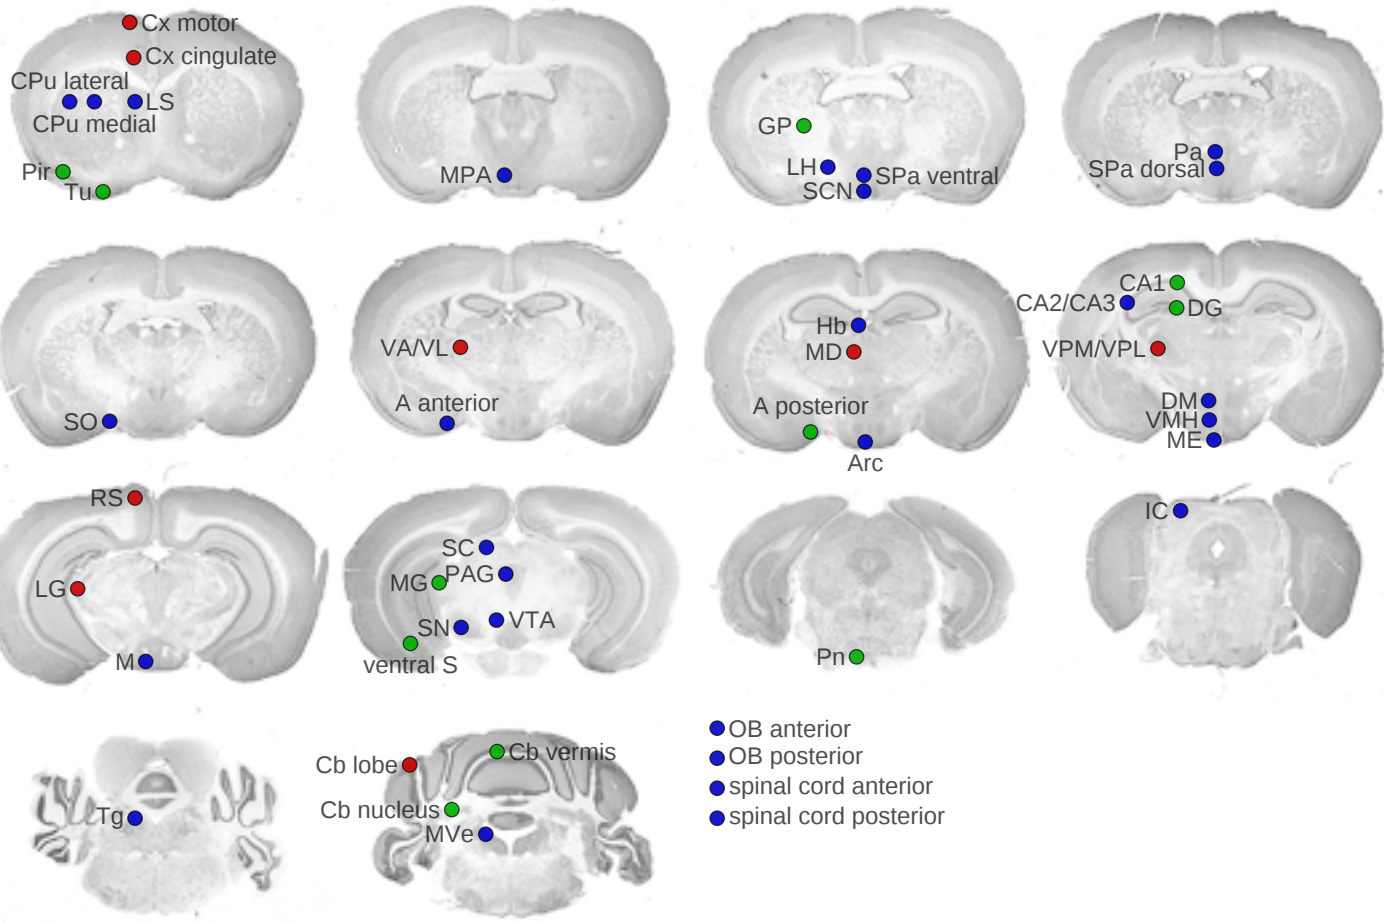 Cx motor
Cx cingulate
CPu lateral
LS
CPu medial
Pir
Tu
MPA
GP
LH
SPa ventral
SCN
Pa
SPa dorsal
SO
VA/VL
A anterior
Hb
MD
A posterior
Arc
CA1
CA2/CA3
DG
VPM/VPL
DM
VMH
ME
RS
LG
M
SC
MG
PAG
SN
VTA
ventral S
Pn
IC
Tg
Cb lobe
Cb vermis
Cb nucleus
MVe
OB anterior
OB posterior
spinal cord anterior
spinal cord posterior